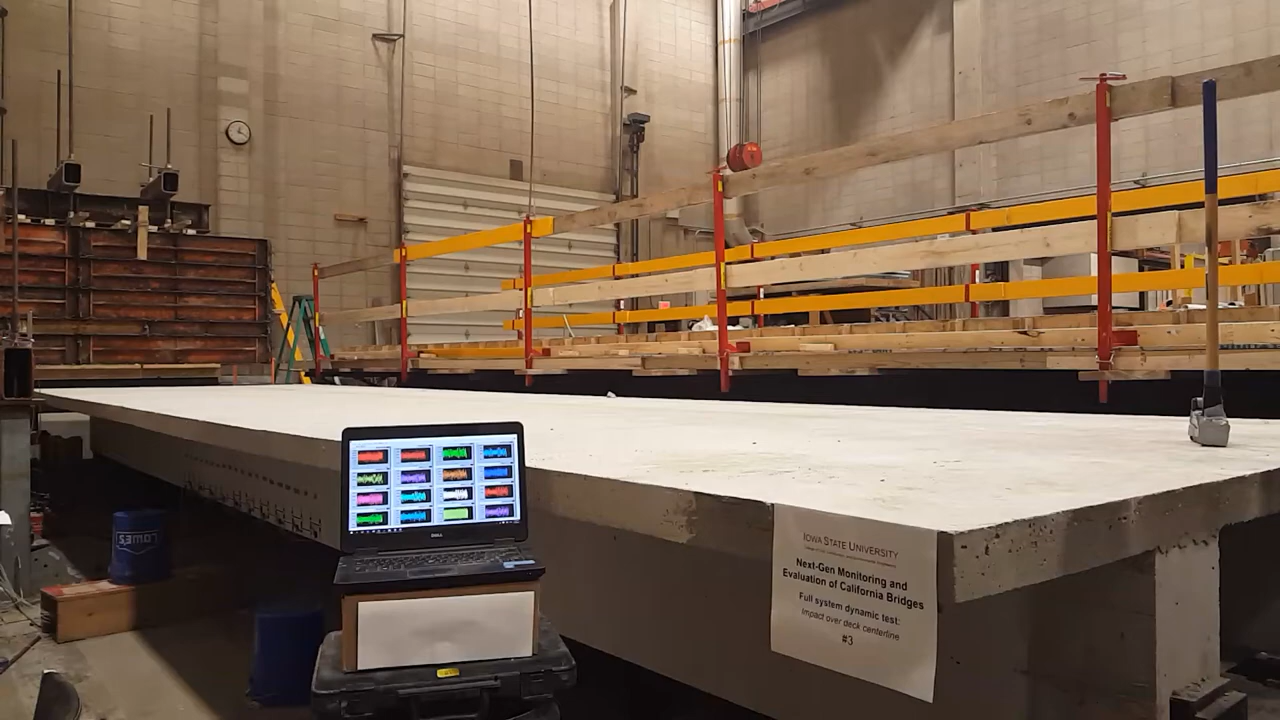 IOWA STATE UNIVERSITY
Next-Gen Monitoring and
Evaluation of California Bridges
Full system dynamic test:
Impact over deck centerline
#3
DELL
LOWE'S